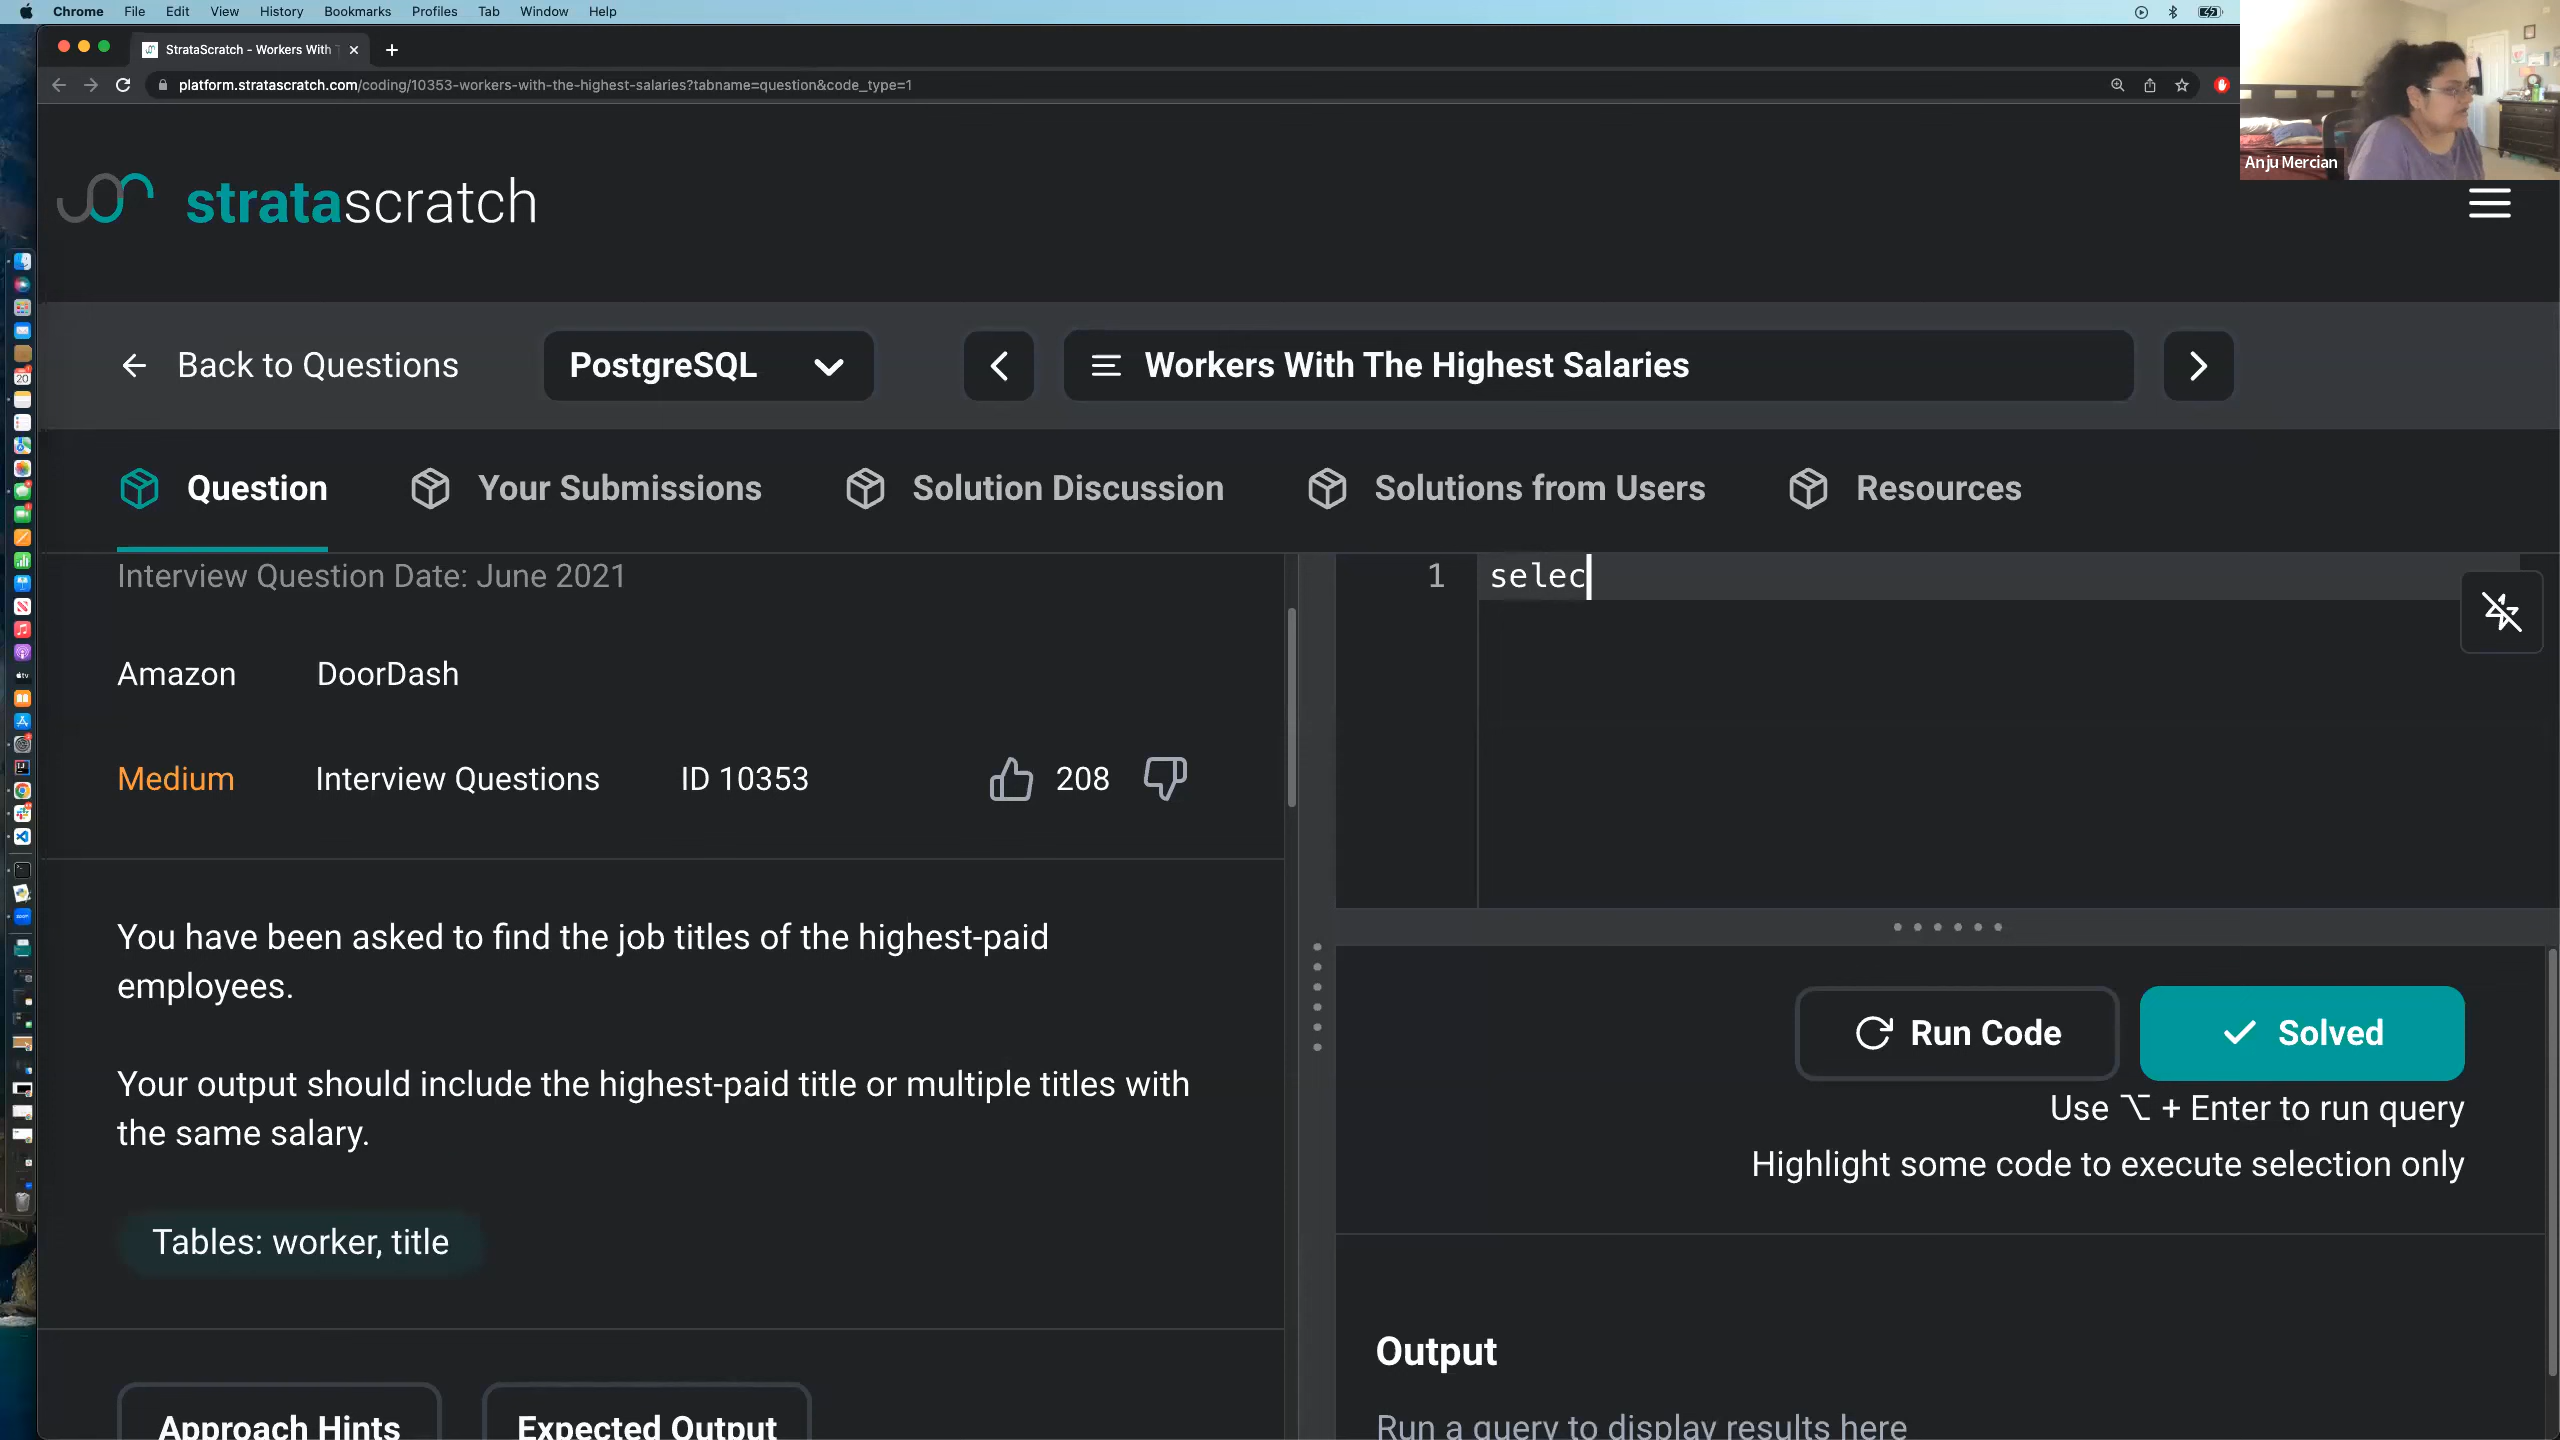 Chrome File Edit View History Bookmarks Profiles Tab Window Help
StrataScratch - Workers With
platform.stratascratch.com/coding/10353-workers-with-the-highest-salaries?tabname=question&code_type=1
Anju Mercian
stratascratch
Back to Questions
PostgreSQL
Workers With The Highest Salaries
Question
Your Submissions
Solution Discussion
Solutions from Users
Resources
Interview Question Date: June 2021
Amazon DoorDash
Medium Interview Questions ID 10353 208
You have been asked to find the job titles of the highest-paid
employees.
Your output should include the highest-paid title or multiple titles with
the same salary.
Tables: worker, title
Approach Hints
Expected Output
1 selec
Run Code
Solved
Use ⌥ + Enter to run query
Highlight some code to execute selection only
Output
Run a query to display results here